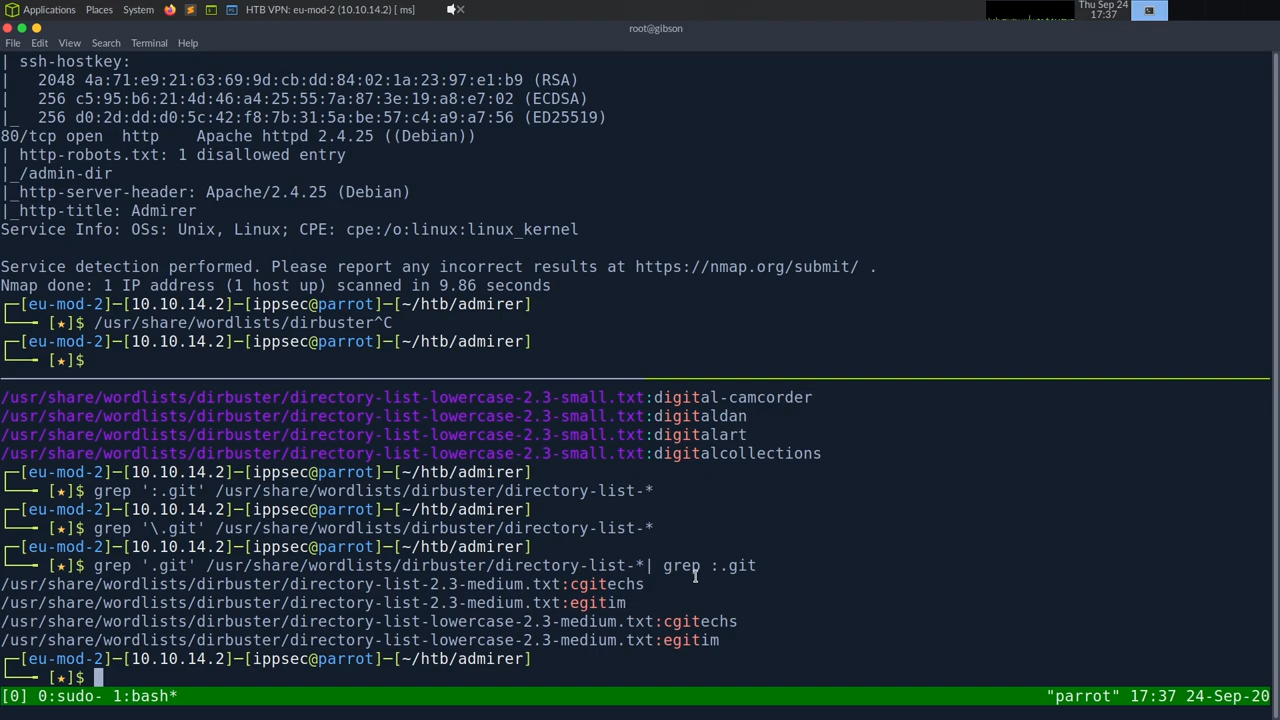 Applications Places System HTB VPN: eu-mod-2 (10.10.14.2) [ ms]
Thu Sep 24
17:37
root@gibson
File Edit View Search Terminal Help
| ssh-hostkey:
|   2048 4a:71:e9:21:63:69:9d:cb:dd:84:02:1a:23:97:e1:b9 (RSA)
|   256 c5:95:b6:21:4d:46:a4:25:55:7a:87:3e:19:a8:e7:02 (ECDSA)
|_  256 d0:2d:dd:d0:5c:42:f8:7b:31:5a:be:57:c4:a9:a7:56 (ED25519)
80/tcp open  http    Apache httpd 2.4.25 ((Debian))
| http-robots.txt: 1 disallowed entry
|_/admin-dir
|_http-server-header: Apache/2.4.25 (Debian)
|_http-title: Admirer
Service Info: OSs: Unix, Linux; CPE: cpe:/o:linux:linux_kernel
Service detection performed. Please report any incorrect results at https://nmap.org/submit/ .
Nmap done: 1 IP address (1 host up) scanned in 9.86 seconds
┌─[eu-mod-2]─[10.10.14.2]─[ippsec@parrot]─[~/htb/admirer]
└──╼ [★]$ /usr/share/wordlists/dirbuster^C
┌─[eu-mod-2]─[10.10.14.2]─[ippsec@parrot]─[~/htb/admirer]
└──╼ [★]$
/usr/share/wordlists/dirbuster/directory-list-lowercase-2.3-small.txt:digital-camcorder
/usr/share/wordlists/dirbuster/directory-list-lowercase-2.3-small.txt:digitaldan
/usr/share/wordlists/dirbuster/directory-list-lowercase-2.3-small.txt:digitalart
/usr/share/wordlists/dirbuster/directory-list-lowercase-2.3-small.txt:digitalcollections
┌─[eu-mod-2]─[10.10.14.2]─[ippsec@parrot]─[~/htb/admirer]
└──╼ [★]$ grep ':.git' /usr/share/wordlists/dirbuster/directory-list-*
┌─[eu-mod-2]─[10.10.14.2]─[ippsec@parrot]─[~/htb/admirer]
└──╼ [★]$ grep '\.git' /usr/share/wordlists/dirbuster/directory-list-*
┌─[eu-mod-2]─[10.10.14.2]─[ippsec@parrot]─[~/htb/admirer]
└──╼ [★]$ grep '.git' /usr/share/wordlists/dirbuster/directory-list-*| grep :.git
/usr/share/wordlists/dirbuster/directory-list-2.3-medium.txt:cgitechs
/usr/share/wordlists/dirbuster/directory-list-2.3-medium.txt:egitim
/usr/share/wordlists/dirbuster/directory-list-lowercase-2.3-medium.txt:cgitechs
/usr/share/wordlists/dirbuster/directory-list-lowercase-2.3-medium.txt:egitim
┌─[eu-mod-2]─[10.10.14.2]─[ippsec@parrot]─[~/htb/admirer]
└──╼ [★]$
[0] 0:sudo- 1:bash* "parrot" 17:37 24-Sep-20